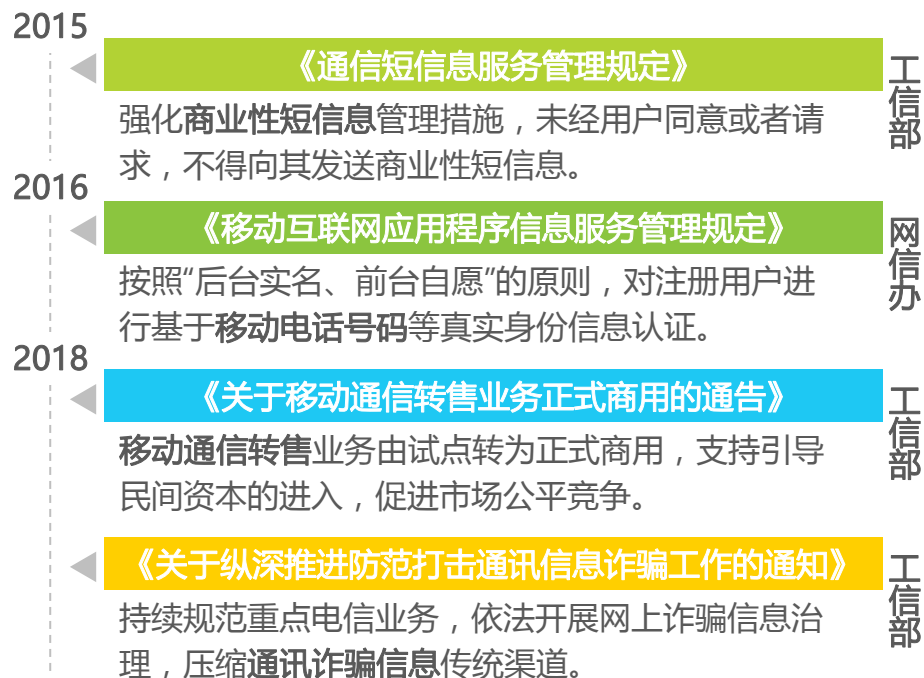 2015
《通信短信息服务管理规定》
工信部
强化商业性短信息管理措施，未经用户同意或者请
求，不得向其发送商业性短信息。
2016
《移动互联网应用程序信息服务管理规定》
网信办
按照“后台实名、前台自愿”的原则，对注册用户进
行基于移动电话号码等真实身份信息认证。
2018
《关于移动通信转售业务正式商用的通告》
工信部
移动通信转售业务由试点转为正式商用，支持引导
民间资本的进入，促进市场公平竞争。
《关于纵深推进防范打击通讯信息诈骗工作的通知》
工信部
持续规范重点电信业务，依法开展网上诈骗信息治
理，压缩通讯诈骗信息传统渠道。